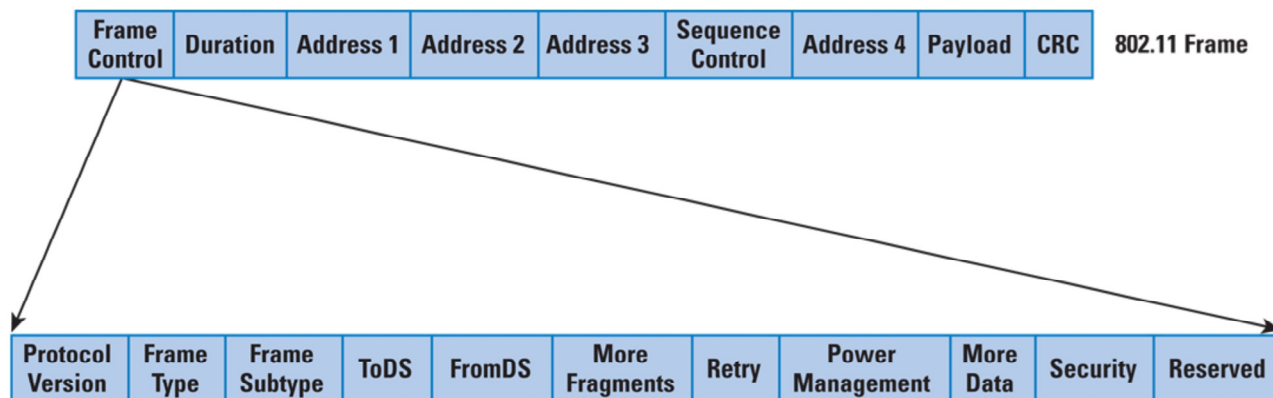 Frame Control Duration Address 1 Address 2 Address 3 Sequence Control Address 4 Payload CRC 802.11 Frame
Protocol Version Frame Type Frame Subtype ToDS FromDS More Fragments Retry Power Management More Data Security Reserved